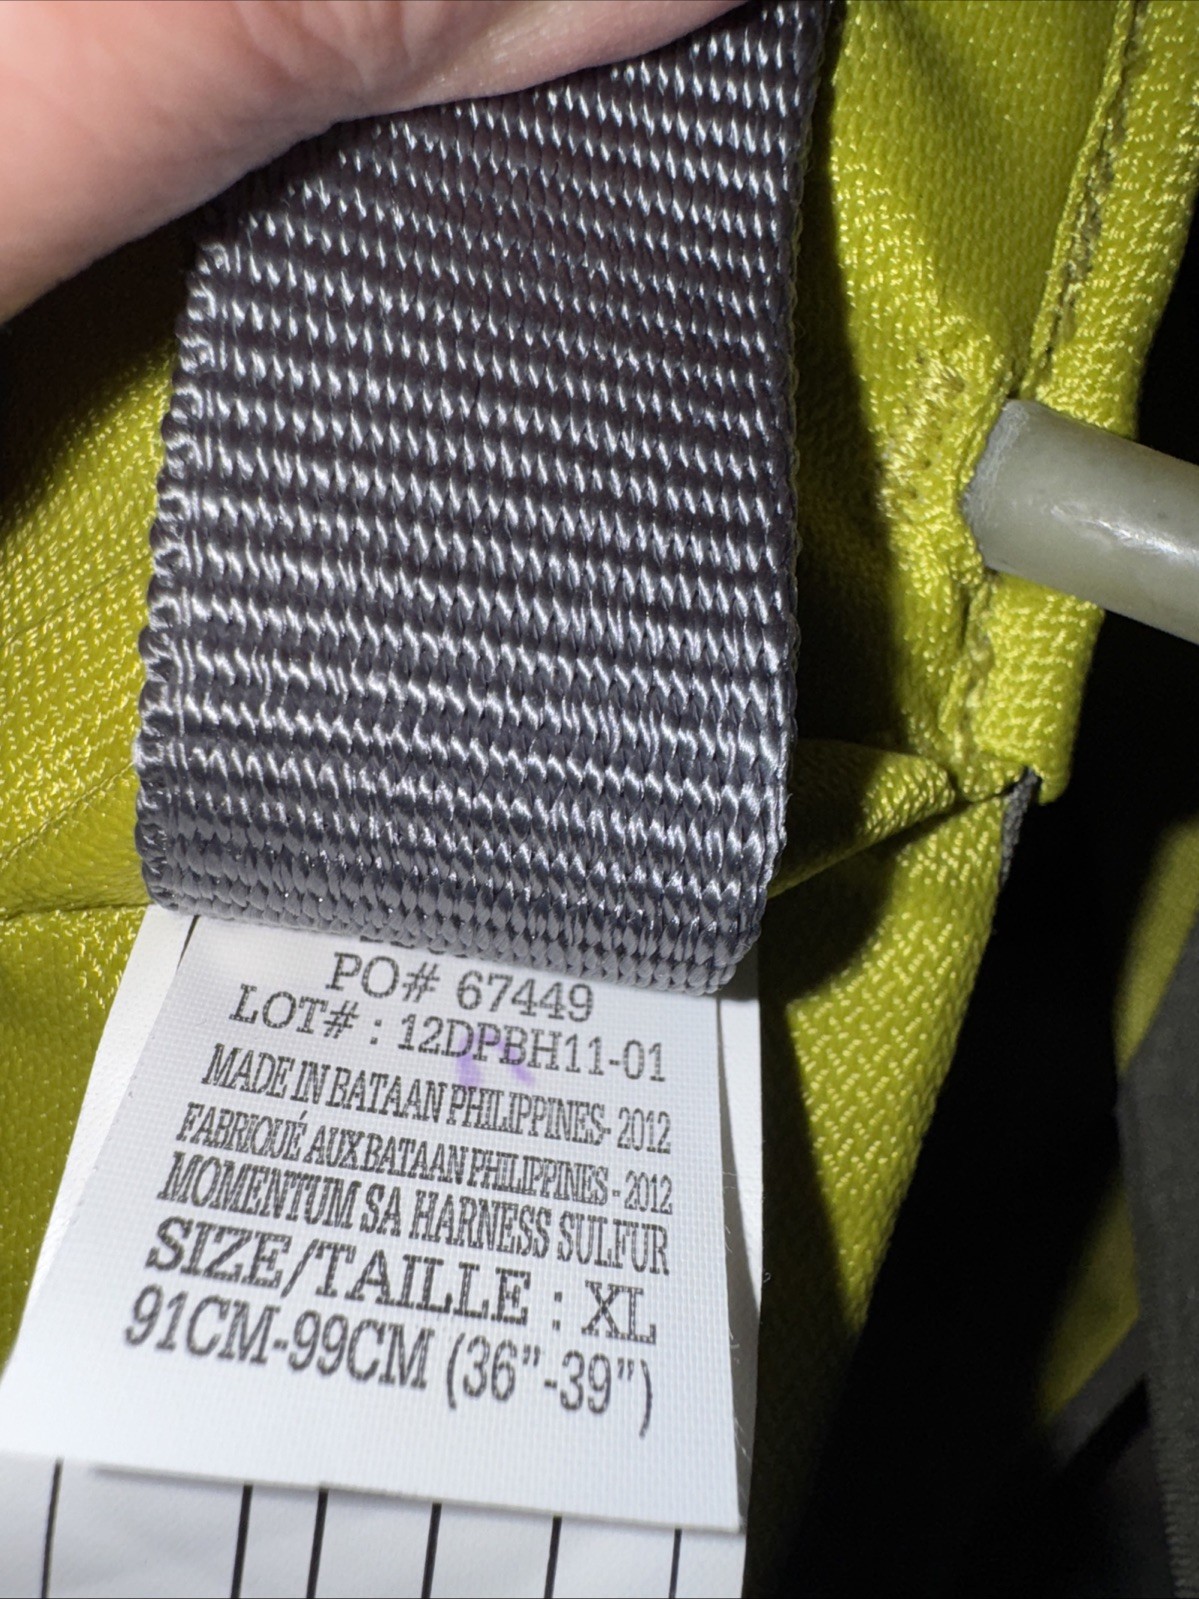 PO# 67449
LOT# : 12DPBH11-01
MADE IN BATAAN PHILIPPINES- 2012
FABRIQUÉ AUX BATAAN PHILIPPINES - 2012
MOMENTUM SA HARNESS SULFUR
SIZE/TAILLE : XL
91CM-99CM (36"-39")